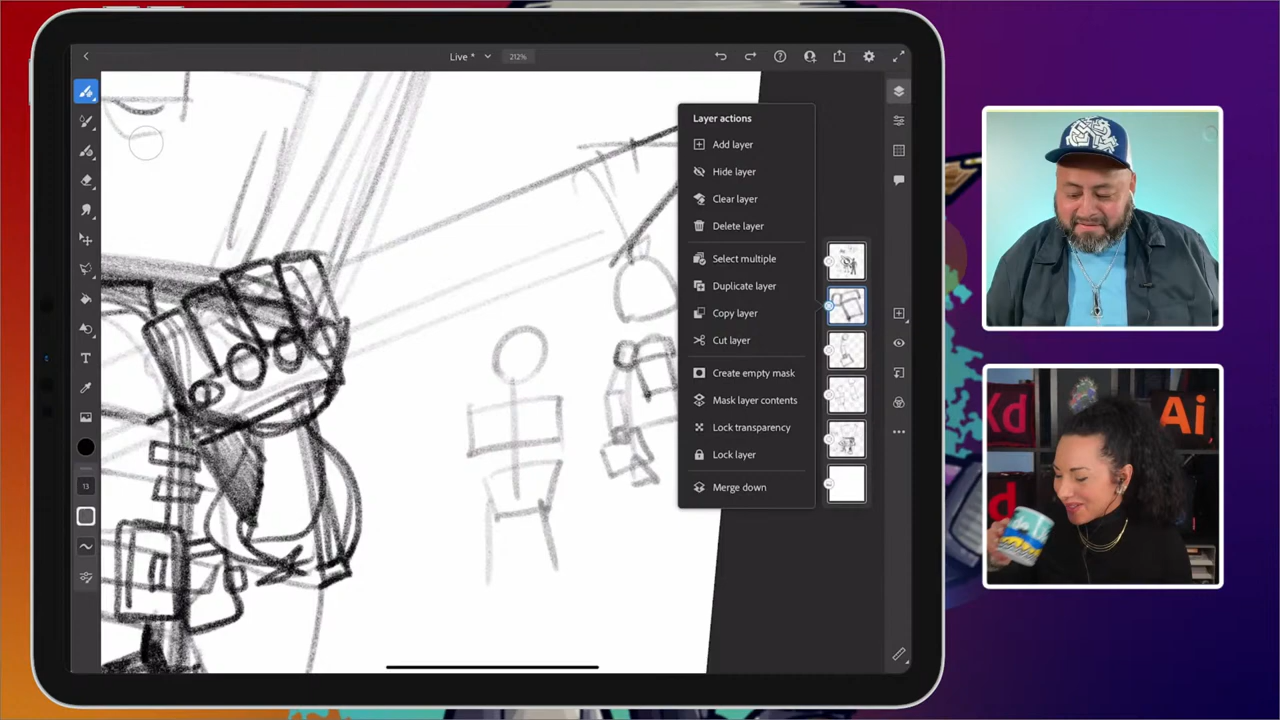 Live *
212%
Layer actions
Add layer
Hide layer
Clear layer
Delete layer
Select multiple
Duplicate layer
Copy layer
Cut layer
Create empty mask
Mask layer contents
Lock transparency
Lock layer
Merge down
T
13
Xd
Ai